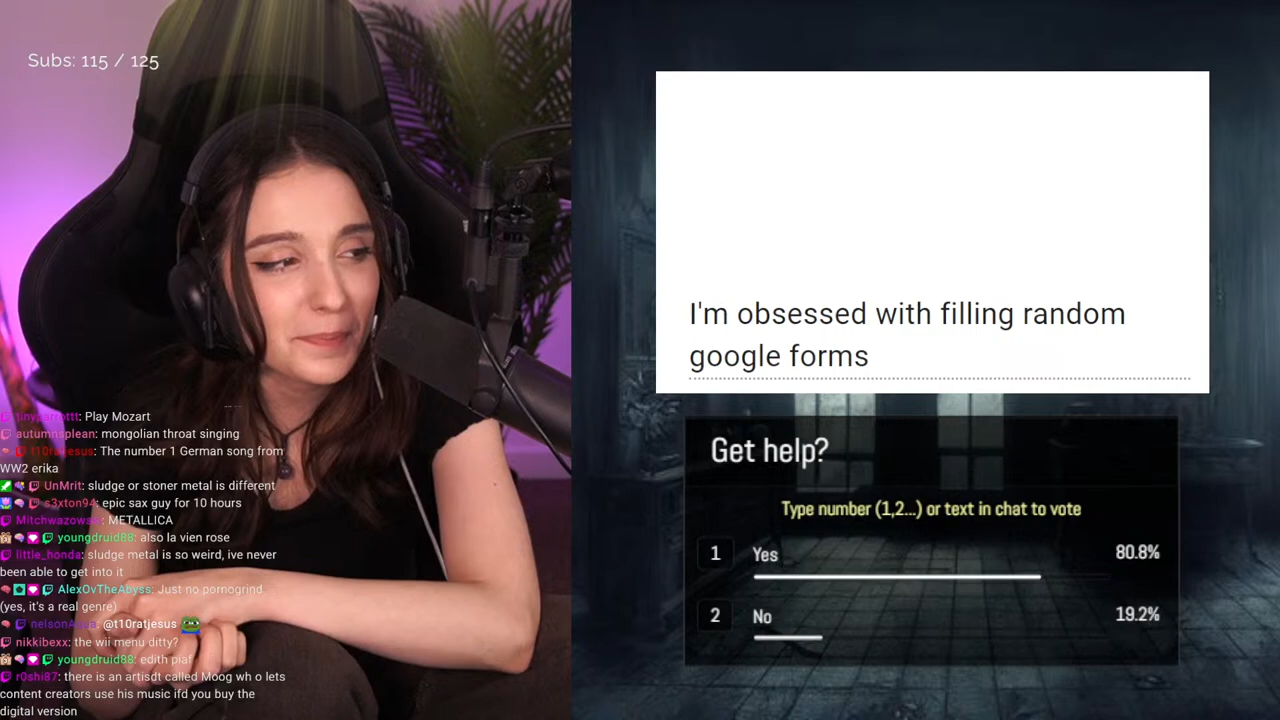 Subs: 115 / 125
I'm obsessed with filling random
google forms
Get help?
Type number (1,2...) or text in chat to vote
1 Yes 80.8%
2 No 19.2%
: Play Mozart
autumnsplean: mongolian throat singing
t10ratjesus: The number 1 German song from
WW2 erika
UnMrit: sludge or stoner metal is different
s3xton94: epic sax guy for 10 hours
: METALLICA
youngdruid88: also la vien rose
little_honda: sludge metal is so weird, ive never
been able to get into it
AlexOvTheAbyss: Just no pornogrind
(yes, it's a real genre)
@t10ratjesus
nikkibexx: the wii menu ditty?
youngdruid88: edith piaf
r0shi87: there is an artisdt called Moog wh o lets
content creators use his music ifd you buy the
digital version